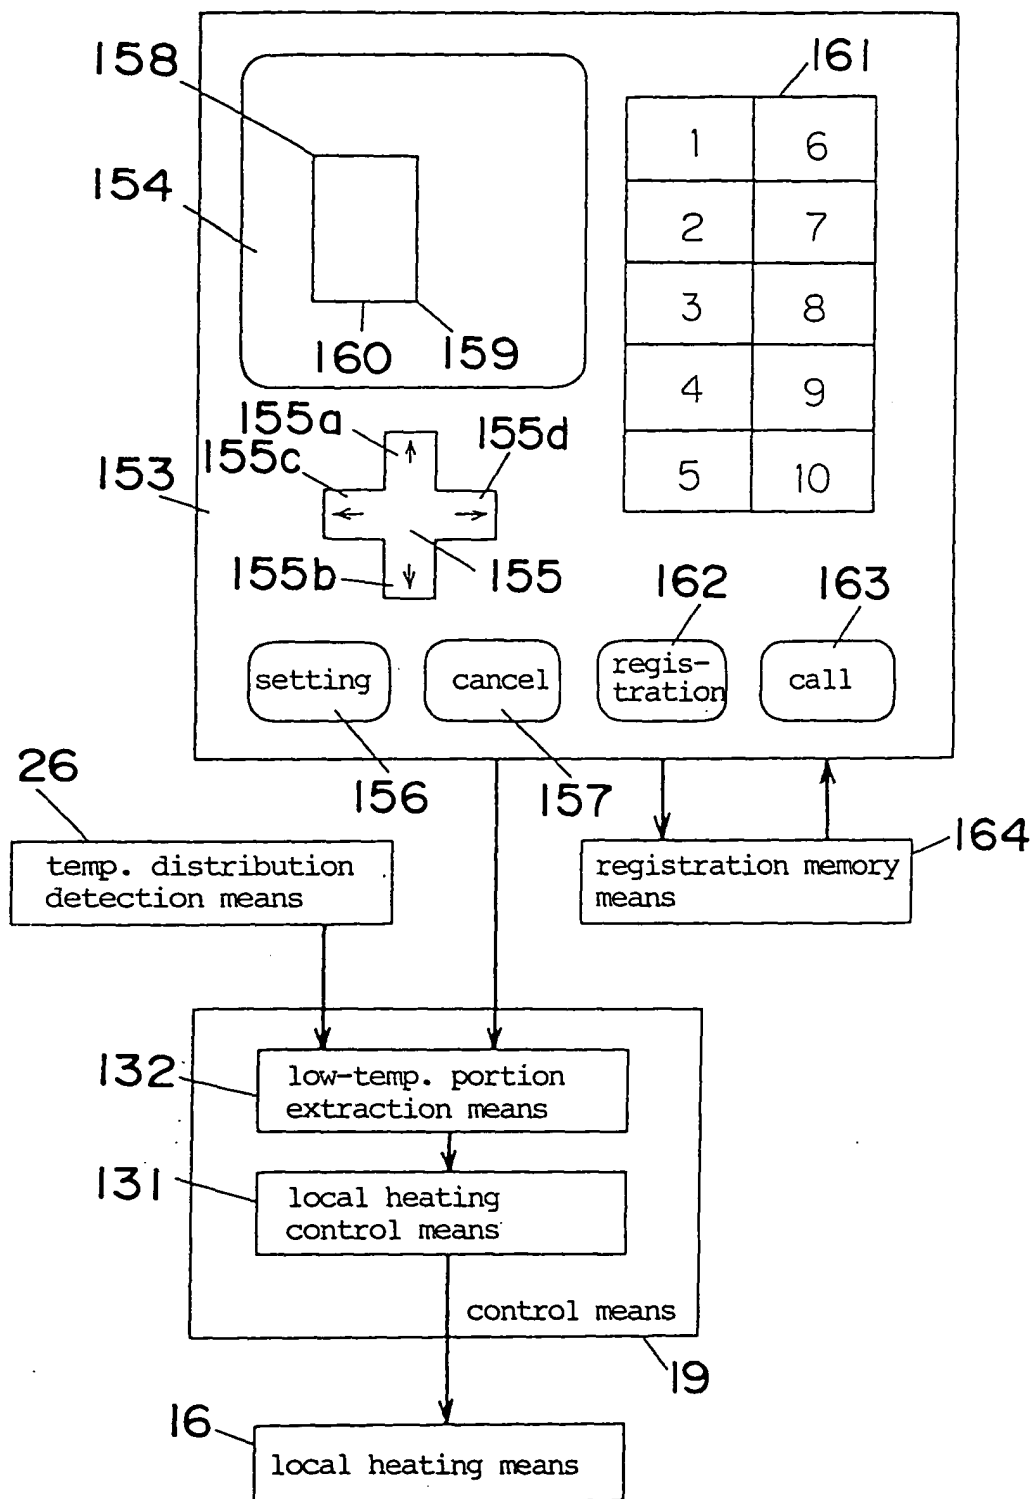 158
161
154
1 6
2 7
3 8
4 9
5 10
160 159
155a 155d
155c
153
↑
← →
↓
155b 155 162 163
setting cancel regis-
tration call
26 156 157
164
temp. distribution
detection means
registration memory
means
132
low-temp. portion
extraction means
131
local heating
control means
control means
19
16
local heating means